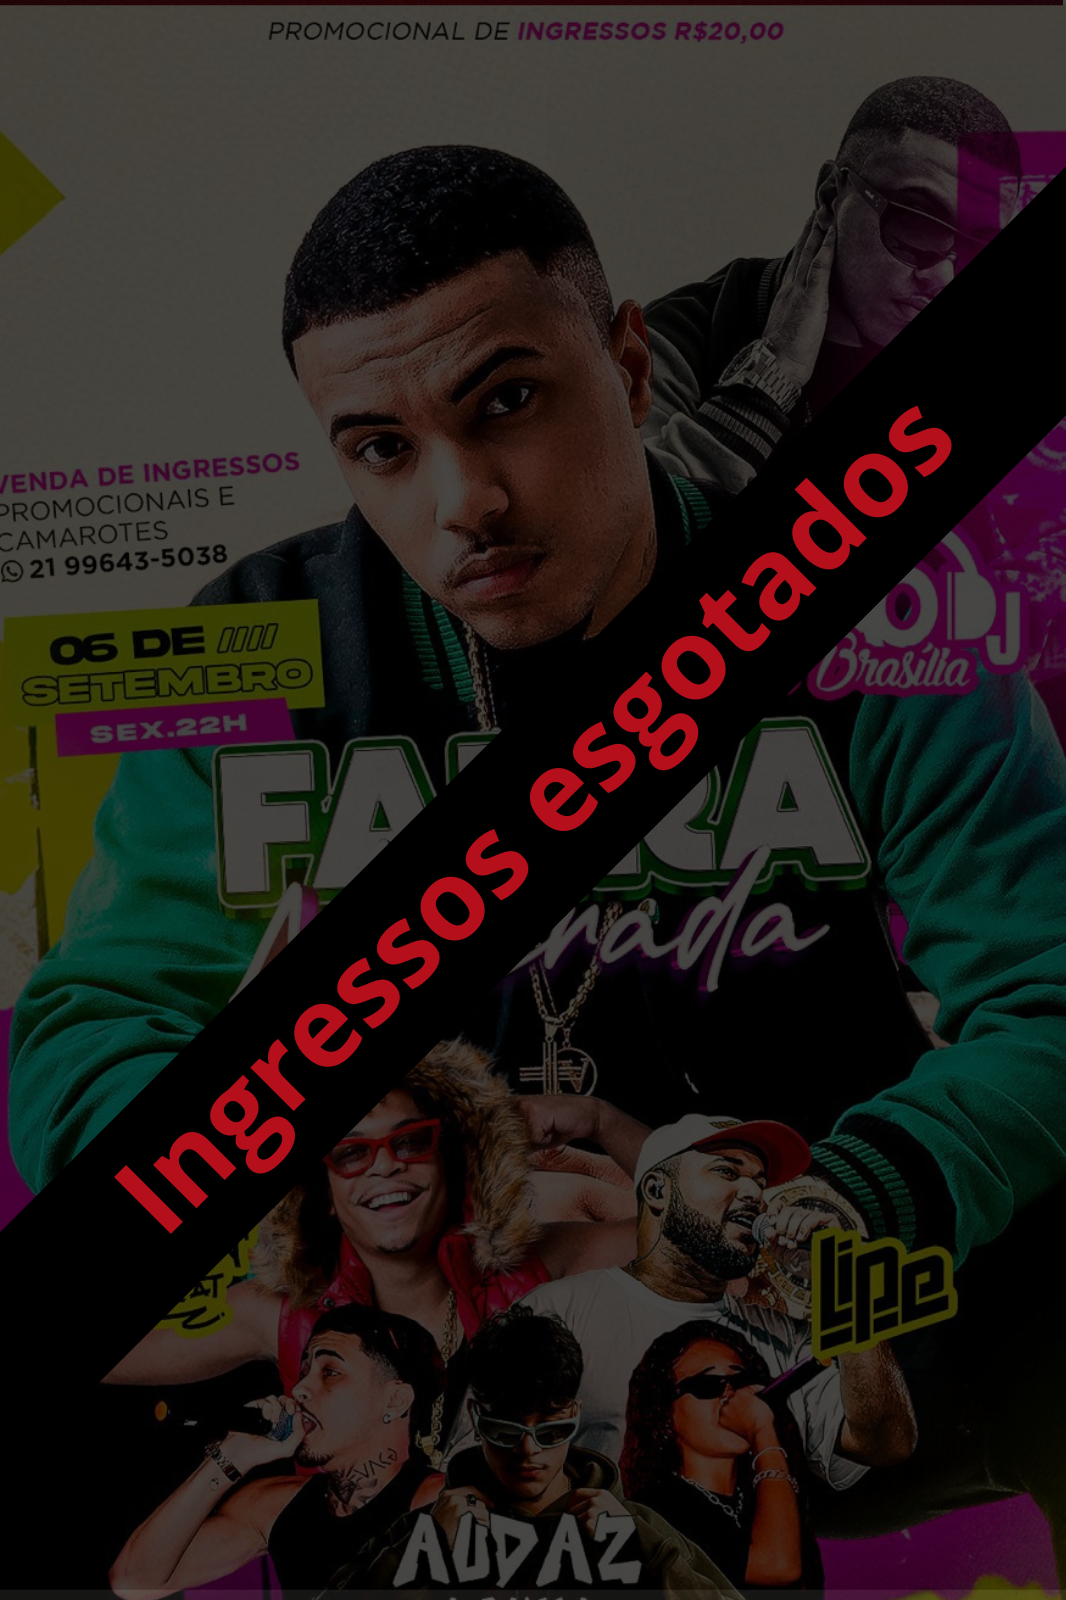 PROMOCIONAL DE INGRESSOS R$20,00
VENDA DE INGRESSOS
PROMOCIONAIS E
CAMAROTES
21 99643-5038
06 DE ////
SETEMBRO
SEX.22H
DJ
Brasília
Ingressos esgotados
LIPE
AUDAZ